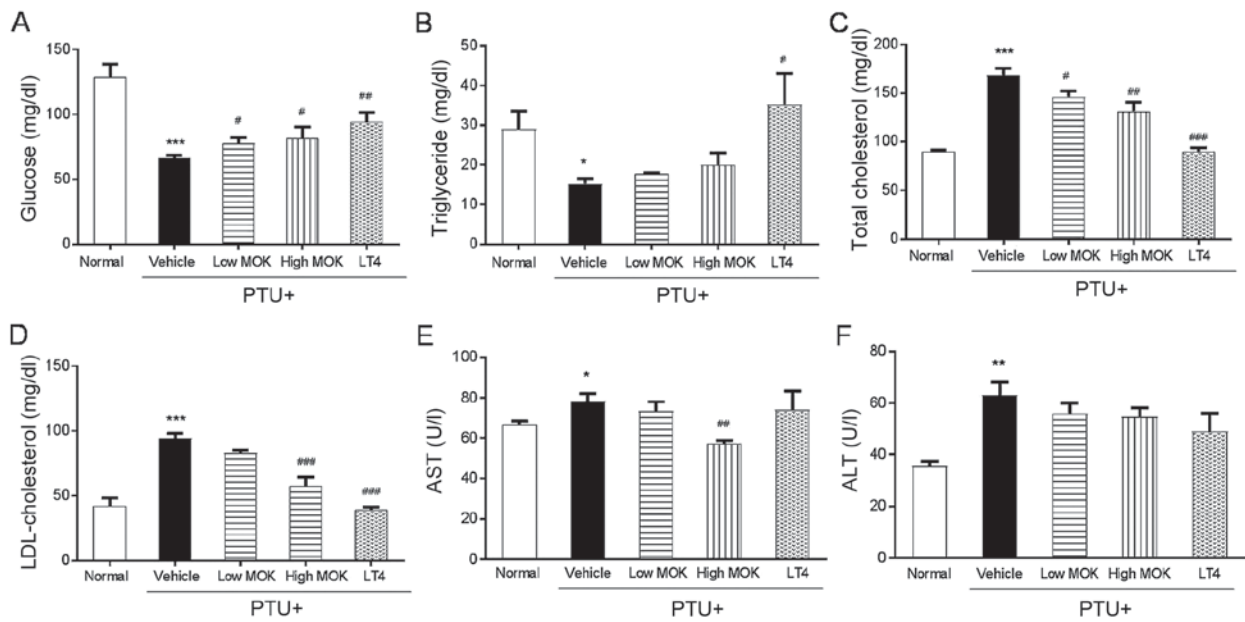 A
Glucose (mg/dl)
150
100
50
0
***
#
#
##
Normal Vehicle Low MOK High MOK LT4
PTU+
B
Triglyceride (mg/dl)
50
40
30
20
10
0
*
#
Normal Vehicle Low MOK High MOK LT4
PTU+
C
Total cholesterol (mg/dl)
200
150
100
50
0
***
#
##
###
Normal Vehicle Low MOK High MOK LT4
PTU+
D
LDL-cholesterol (mg/dl)
150
100
50
0
***
###
###
Normal Vehicle Low MOK High MOK LT4
PTU+
E
AST (U/l)
100
80
60
40
20
0
*
##
Normal Vehicle Low MOK High MOK LT4
PTU+
F
ALT (U/l)
80
60
40
20
0
**
Normal Vehicle Low MOK High MOK LT4
PTU+